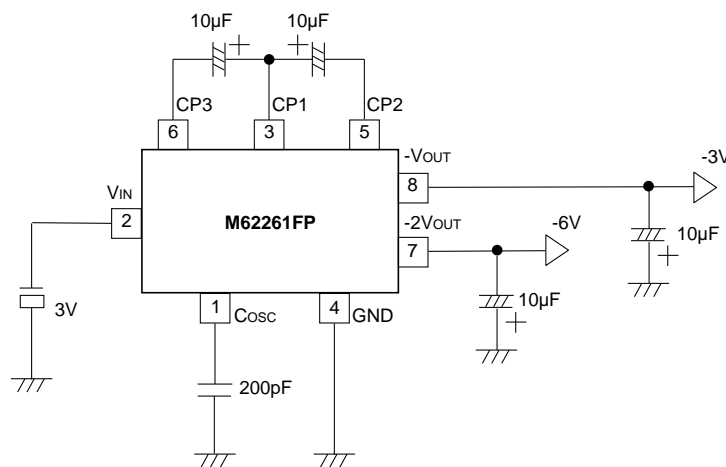 10µF 10µF
CP3 CP1 CP2
6 3 5
-VOUT -3V
8
VIN
2 M62261FP -2VOUT -6V 10µF
7
1 COSC 4 GND 10µF
3V
200pF